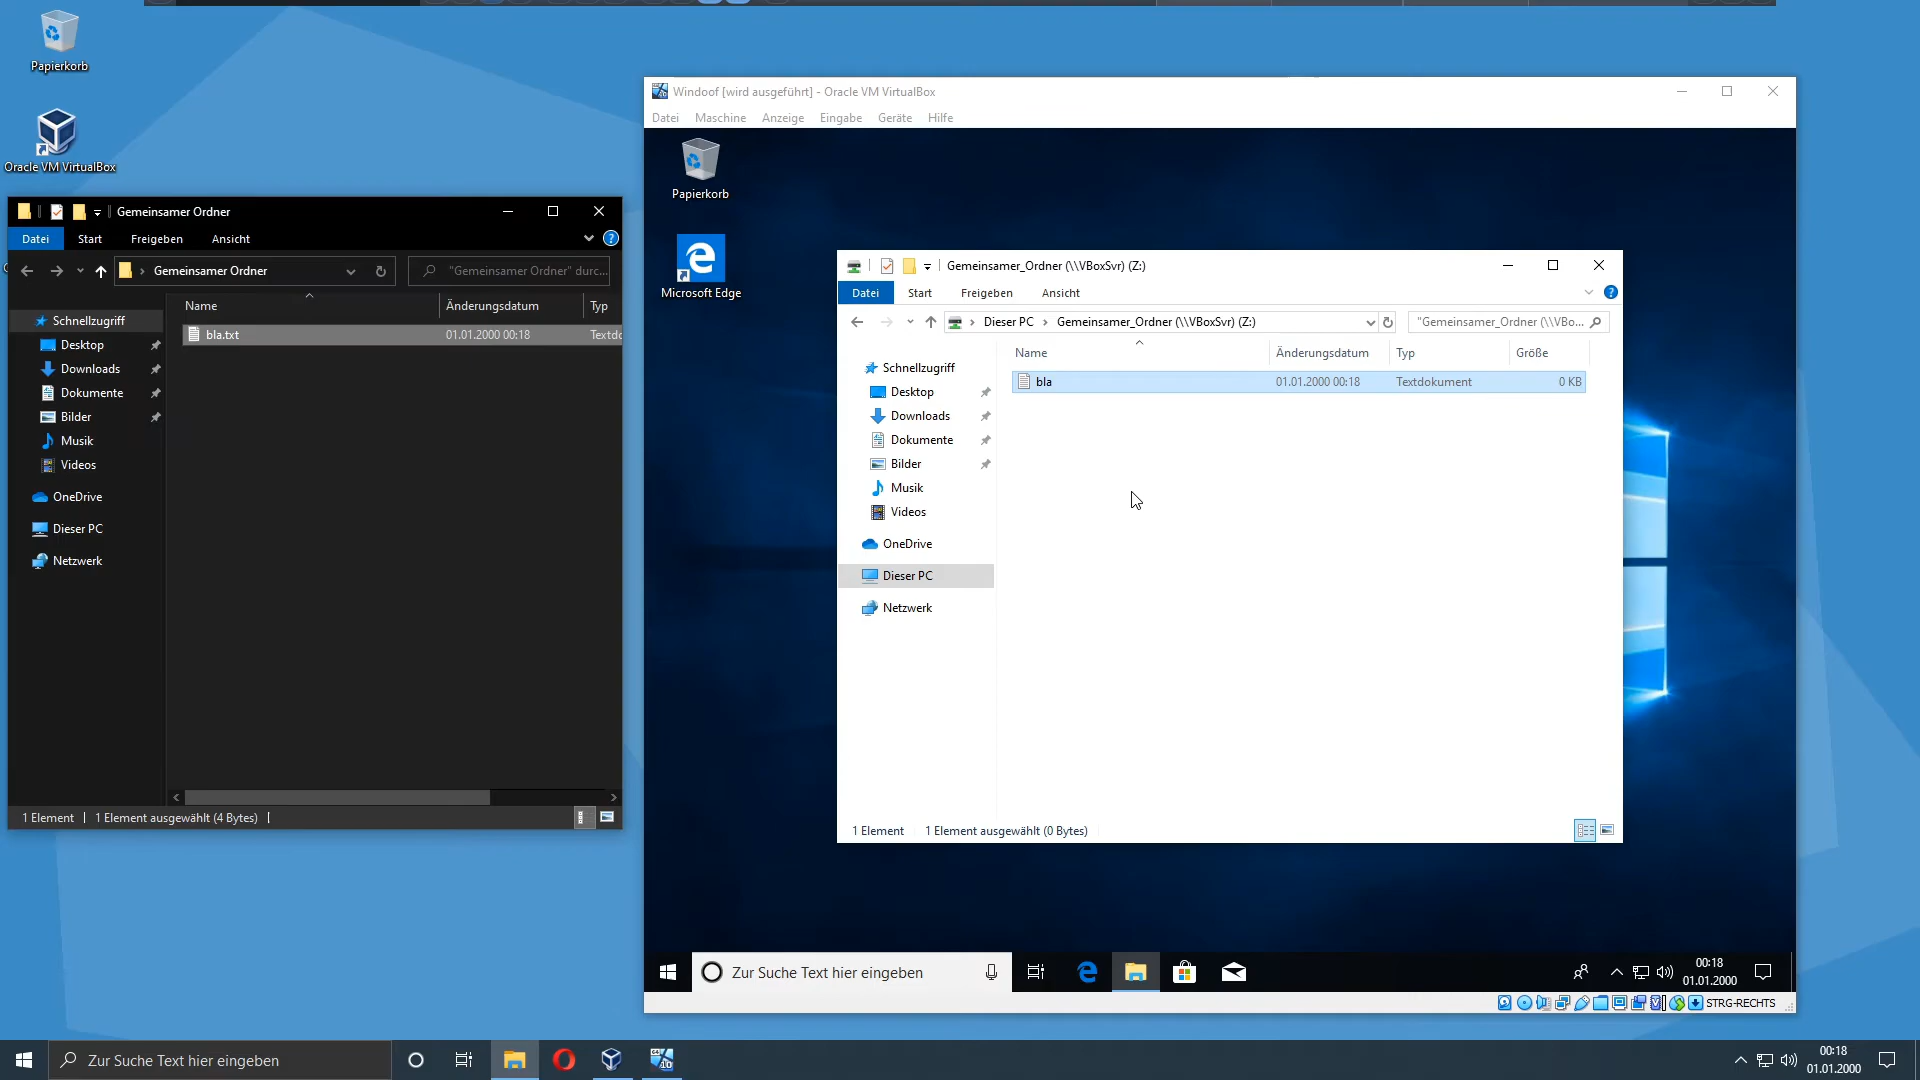 Papierkorb
Oracle VM VirtualBox
Gemeinsamer Ordner
Datei Start Freigeben Ansicht
Gemeinsamer Ordner "Gemeinsamer Ordner" durc...
Name Änderungsdatum Typ
Schnellzugriff
bla.txt 01.01.2000 00:18 Textdo
Desktop
Downloads
Dokumente
Bilder
Musik
Videos
OneDrive
Dieser PC
Netzwerk
1 Element 1 Element ausgewählt (4 Bytes)
Windoof [wird ausgeführt] - Oracle VM VirtualBox
Datei Maschine Anzeige Eingabe Geräte Hilfe
Papierkorb
Microsoft Edge
Gemeinsamer_Ordner (\\VBoxSvr) (Z:)
Datei Start Freigeben Ansicht
Dieser PC Gemeinsamer_Ordner (\\VBoxSvr) (Z:) "Gemeinsamer_Ordner (\\VBo...
Name Änderungsdatum Typ Größe
Schnellzugriff
bla 01.01.2000 00:18 Textdokument 0 KB
Desktop
Downloads
Dokumente
Bilder
Musik
Videos
OneDrive
Dieser PC
Netzwerk
1 Element 1 Element ausgewählt (0 Bytes)
Zur Suche Text hier eingeben
00:18
01.01.2000
STRG-RECHTS
Zur Suche Text hier eingeben
00:18
01.01.2000